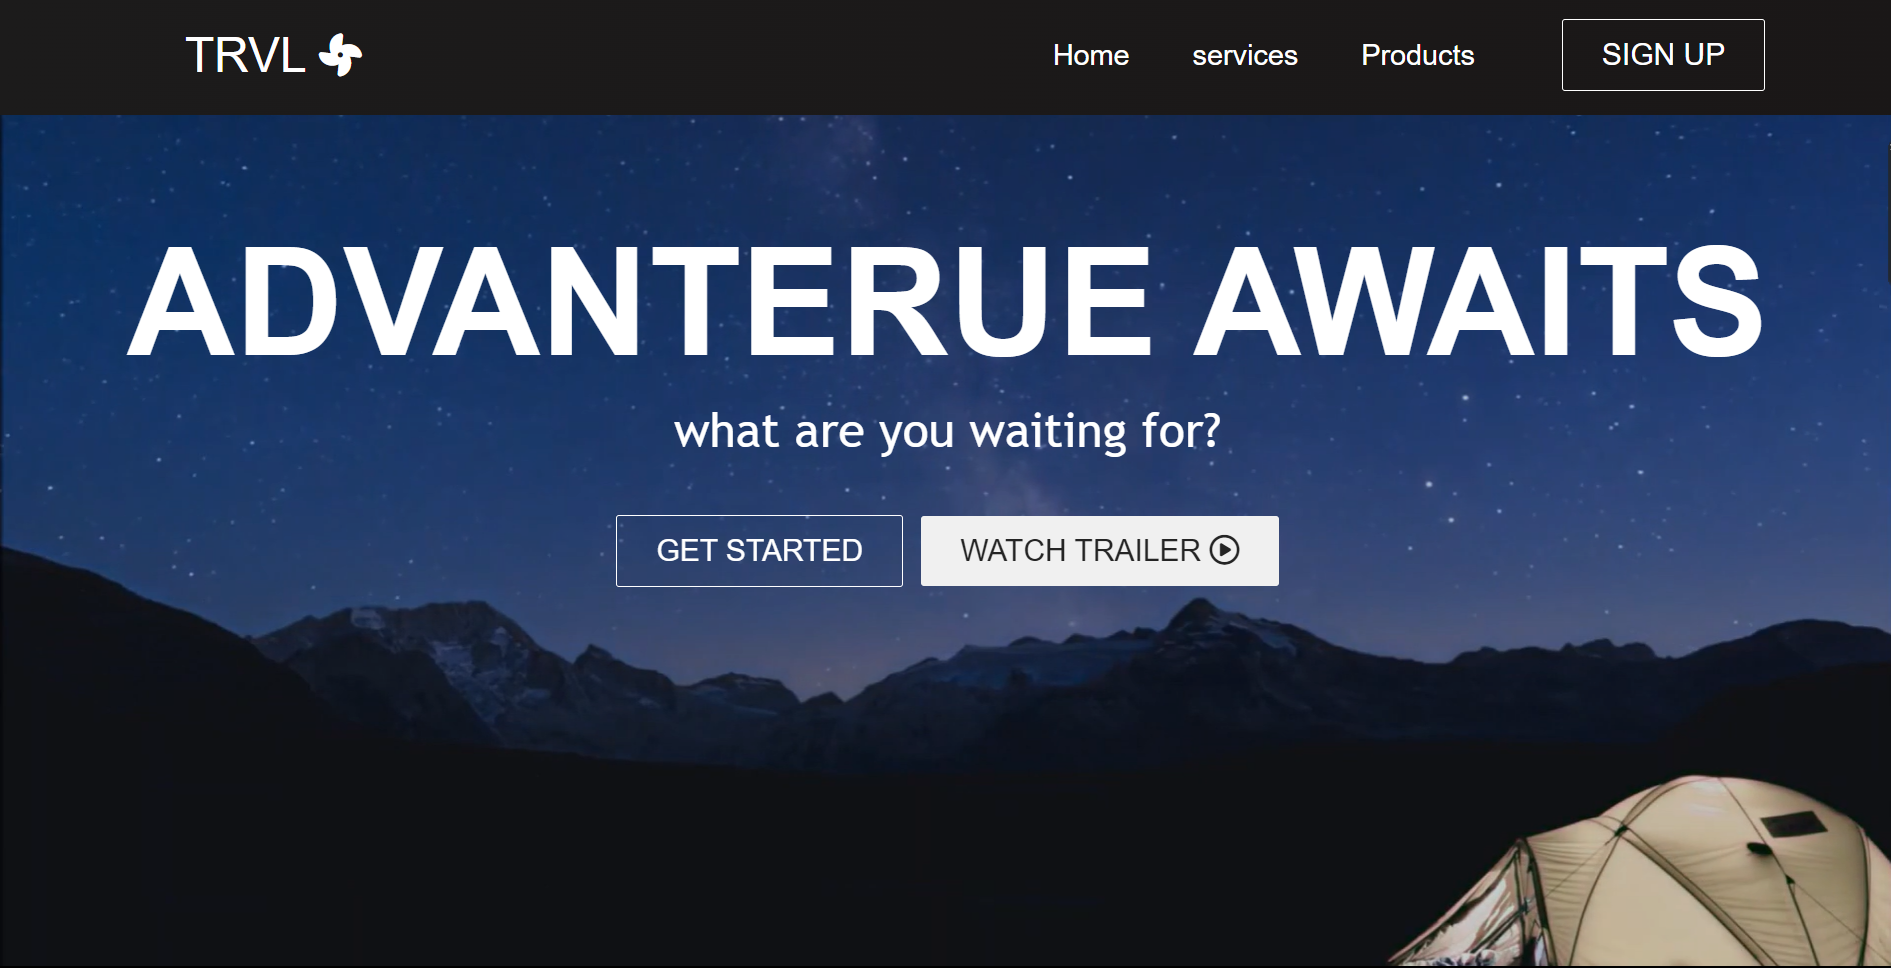 TRVL
Home services Products SIGN UP
ADVANTERUE AWAITS
what are you waiting for?
GET STARTED WATCH TRAILER